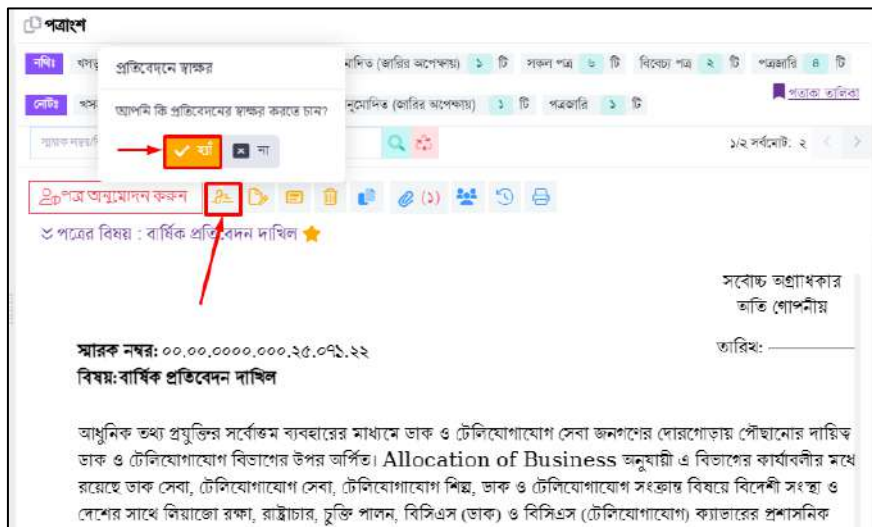 পত্রাংশ
নথিঃ খসড়
মোদিত (জারির অপেক্ষায়) ১ টি সকল পত্র ৬ টি বিবেচ্য পত্র ২ টি পত্রজারি ৪ টি
প্রতিবেদনে স্বাক্ষর
নোটঃ
নুমোদিত (জারির অপেক্ষায়) ১ টি পত্রজারি ১ টি
পতাকা তালিকা
আপনি কি প্রতিবেদনের স্বাক্ষর করতে চান?
হ্যাঁ না
১/২ সর্বমোট: ২
পত্র অনুমোদন করুন (১)
পত্রের বিষয় : বার্ষিক প্রতিবেদন দাখিল
সর্বোচ্চ অগ্রাধিকার
অতি গোপনীয়
স্মারক নম্বর: ০০.০০.০০০০.০০০.২৫.০৭১.২২
তারিখ:
বিষয়:বার্ষিক প্রতিবেদন দাখিল
আধুনিক তথ্য প্রযুক্তির সর্বোত্তম ব্যবহারের মাধ্যমে ডাক ও টেলিযোগাযোগ সেবা জনগণের দোরগোড়ায় পৌছানোর দায়িত্ব
ডাক ও টেলিযোগাযোগ বিভাগের উপর অর্পিত। Allocation of Business অনুযায়ী এ বিভাগের কার্যাবলীর মধ্যে
রয়েছে ডাক সেবা, টেলিযোগাযোগ সেবা, টেলিযোগাযোগ শিল্প, ডাক ও টেলিযোগাযোগ সংক্রান্ত বিষয়ে বিদেশী সংস্থা ও
দেশের সাথে লিয়াজো রক্ষা, রাষ্ট্রাচার, চুক্তি পালন, বিসিএস (ডাক) ও বিসিএস (টেলিযোগাযোগ) ক্যাডারের প্রশাসনিক